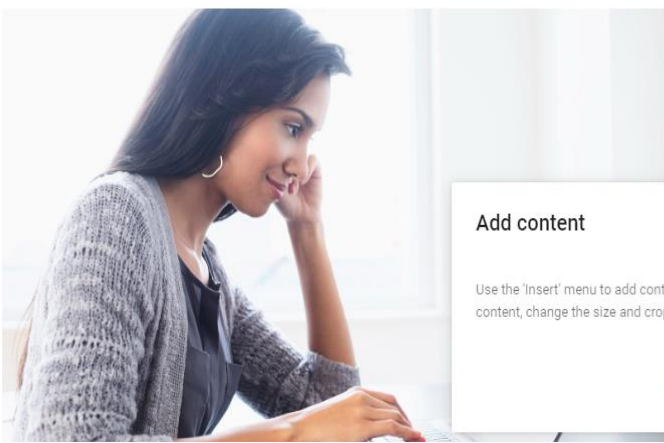 Add content
Use the 'Insert' menu to add cont
content, change the size and crop